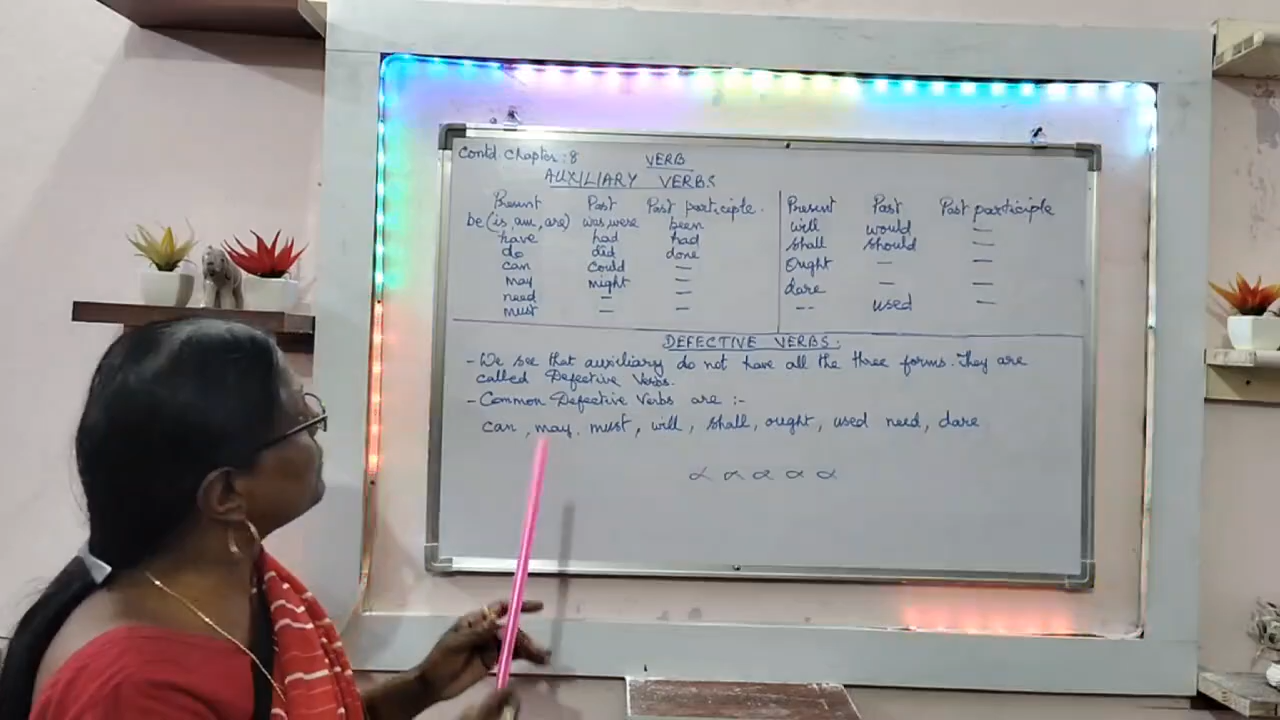 Contd. Chapter : 8
VERB
AUXILIARY VERBS
Present Past Past participle.
be (is, am, are) was, were been
have had had
do did done
can could —
may might —
need — —
must — —
Present Past Past participle
will would —
shall should —
Ought — —
dare — —
-- used —
DEFECTIVE VERBS :
- We see that auxiliary do not have all the three forms. They are
called Defective Verbs.
- Common Defective Verbs are :-
can , may, must, will, shall, ought, used need, dare